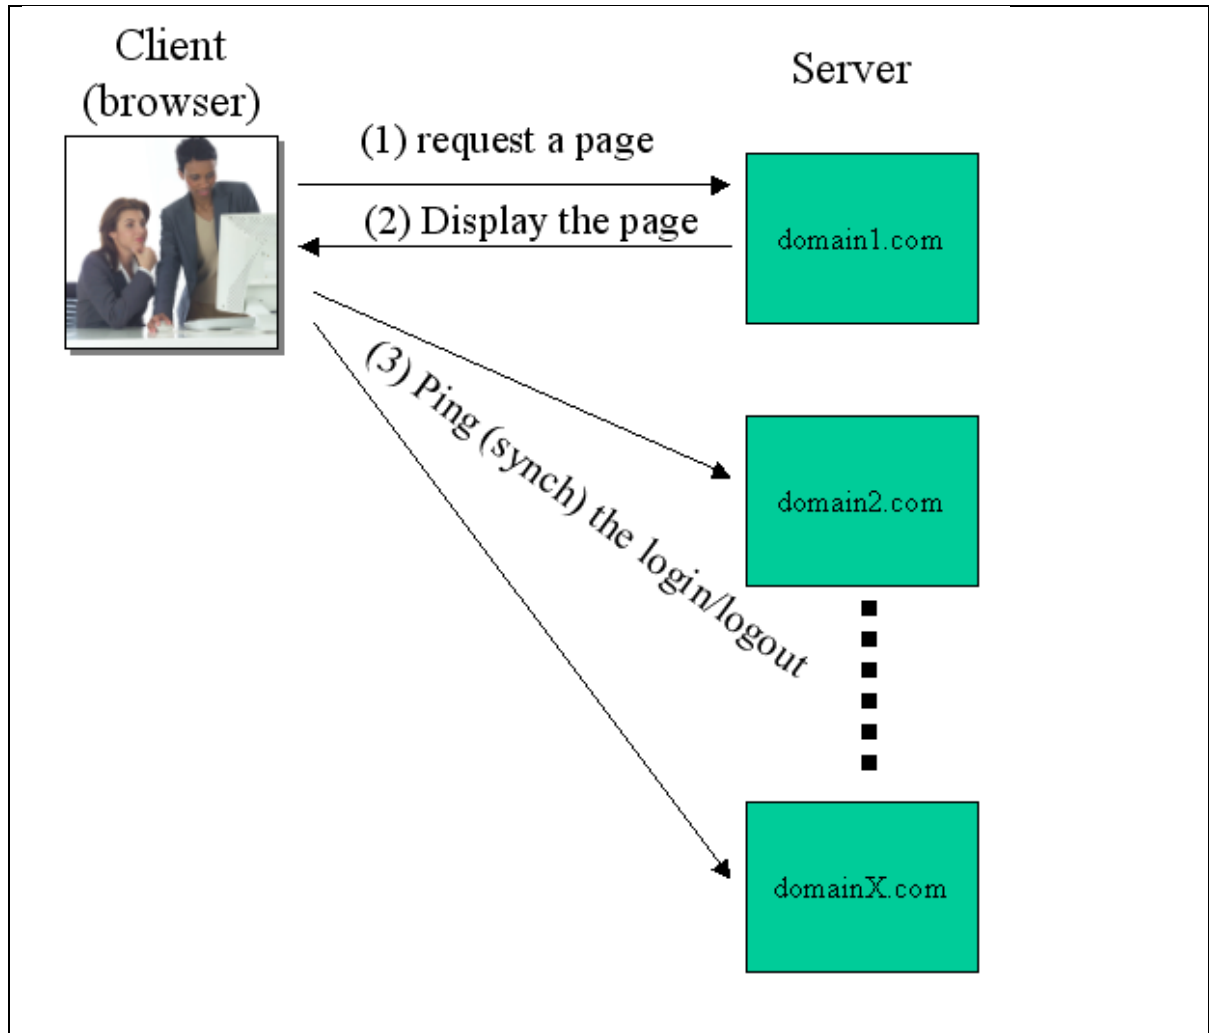 Client
(browser)
Server
(1) request a page
(2) Display the page
domain1.com
(3) Ping (synch) the login/logout
domain2.com
domainX.com